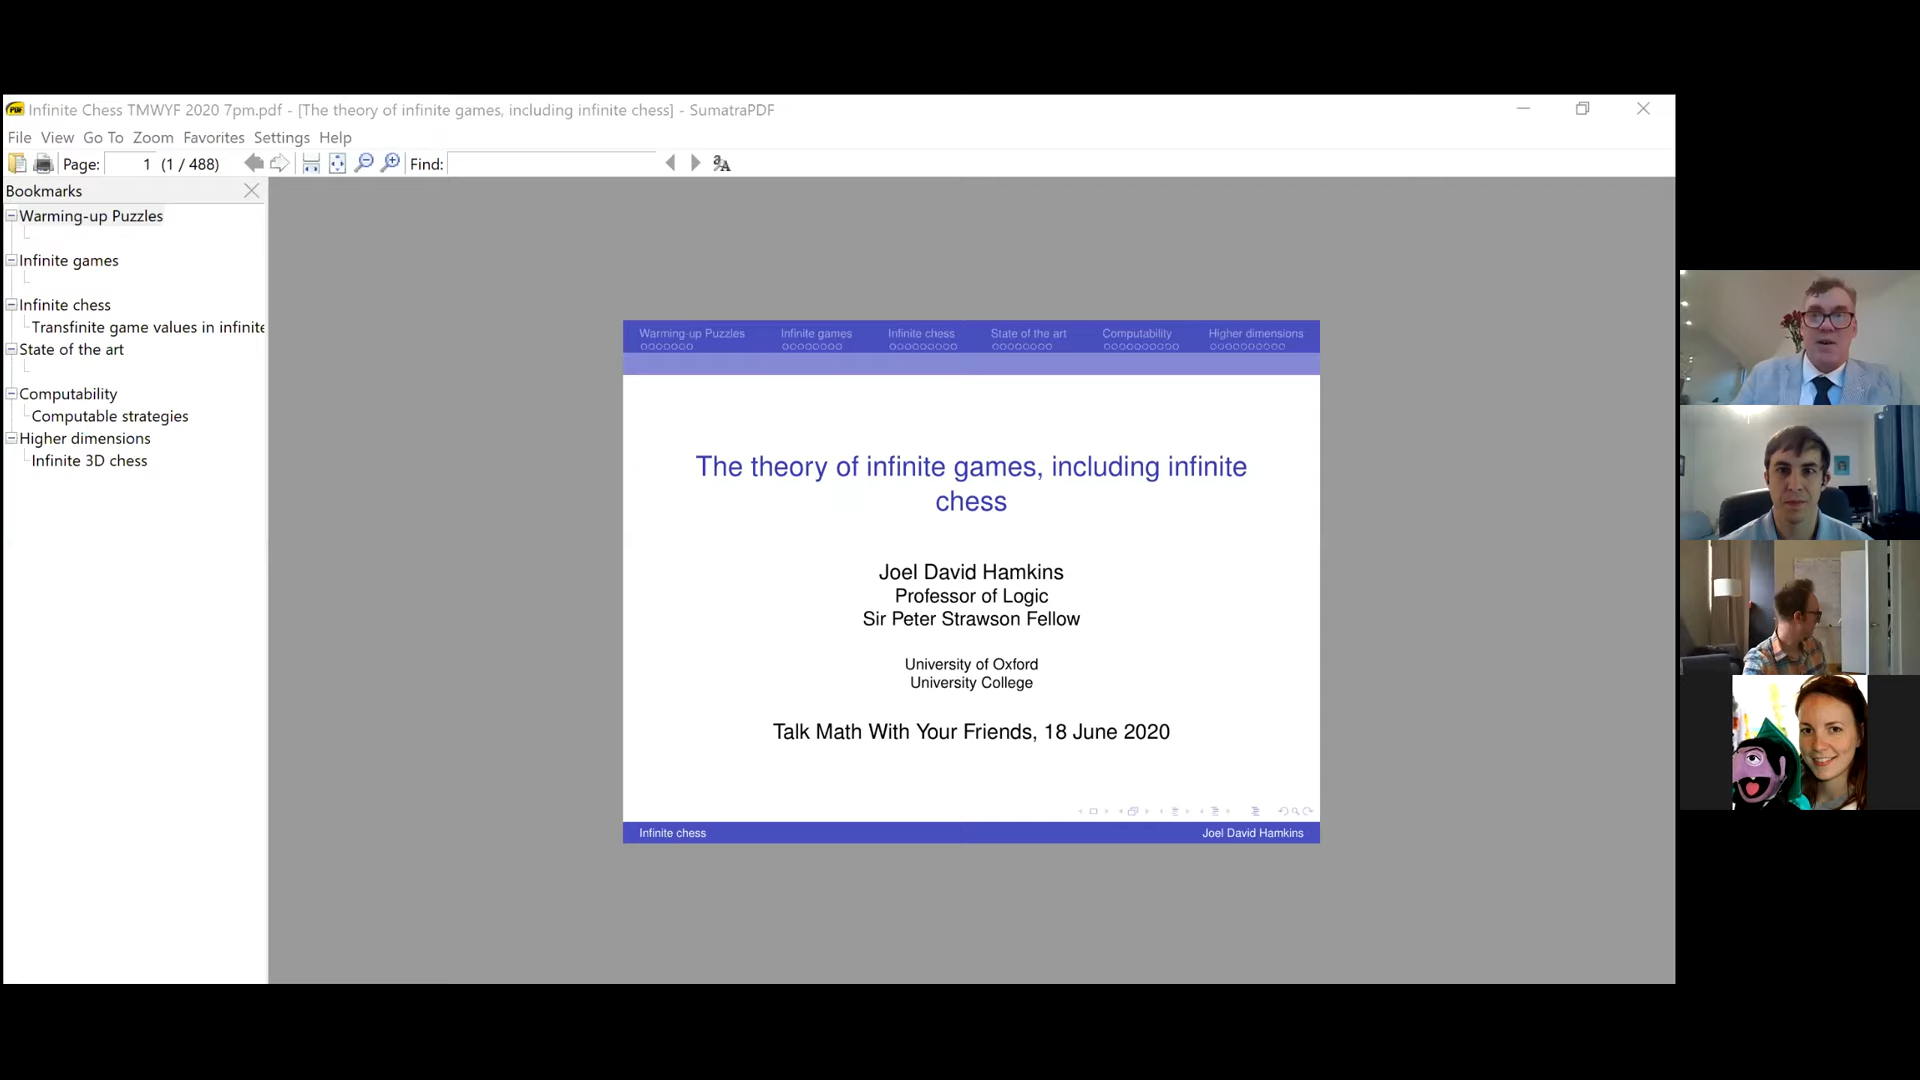 Infinite Chess TMWYF 2020 7pm.pdf - [The theory of infinite games, including infinite chess] - SumatraPDF
File View Go To Zoom Favorites Settings Help
Page: 1 (1 / 488) Find:
Bookmarks
Warming-up Puzzles
Infinite games
Infinite chess
Transfinite game values in infinite
State of the art
Computability
Computable strategies
Higher dimensions
Infinite 3D chess
Warming-up Puzzles Infinite games Infinite chess State of the art Computability Higher dimensions
The theory of infinite games, including infinite
chess
Joel David Hamkins
Professor of Logic
Sir Peter Strawson Fellow
University of Oxford
University College
Talk Math With Your Friends, 18 June 2020
Infinite chess Joel David Hamkins